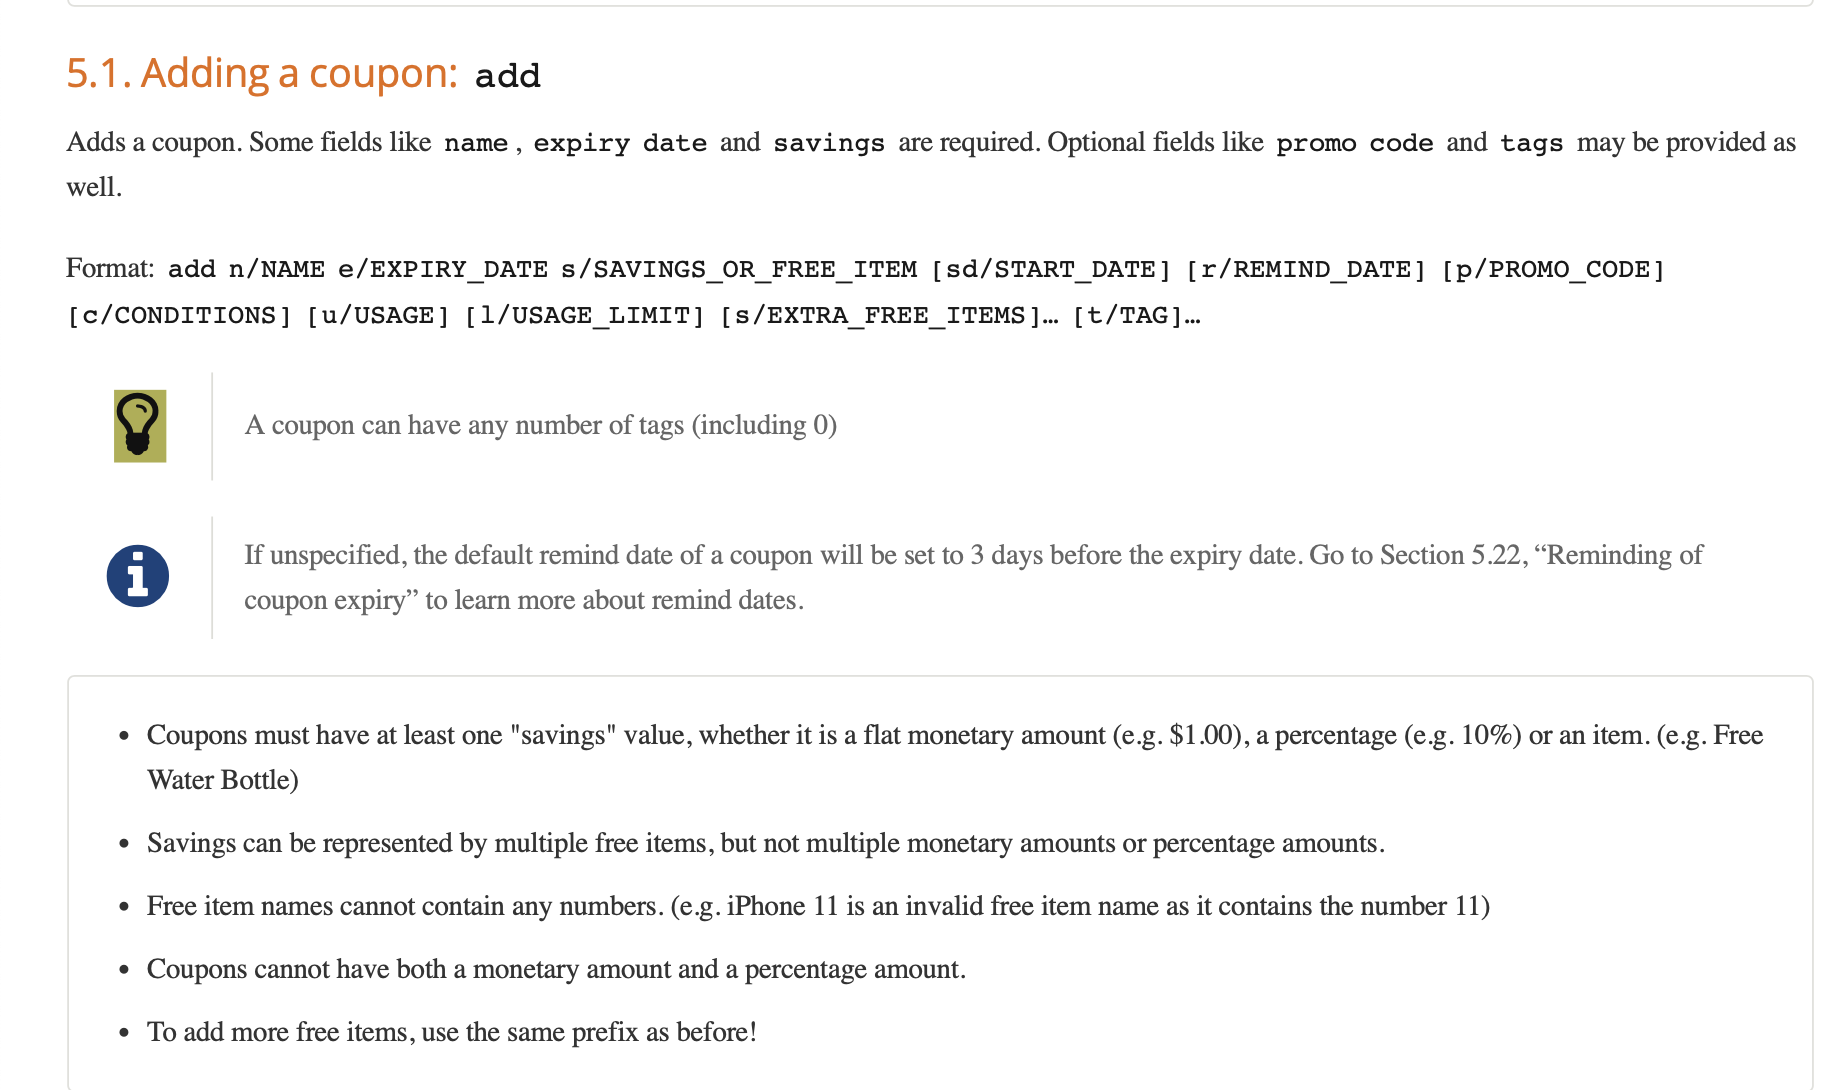 5.1. Adding a coupon: add
Adds a coupon. Some fields like name, expiry date and savings are required. Optional fields like promo code and tags may be provided as
well.
Format: add n/NAME e/EXPIRY_DATE s/SAVINGS_OR_FREE_ITEM [sd/START_DATE] [r/REMIND_DATE] [p/PROMO_CODE]
[c/CONDITIONS] [u/USAGE] [l/USAGE_LIMIT] [s/EXTRA_FREE_ITEMS]… [t/TAG]…
A coupon can have any number of tags (including 0)
If unspecified, the default remind date of a coupon will be set to 3 days before the expiry date. Go to Section 5.22, “Reminding of
coupon expiry” to learn more about remind dates.
• Coupons must have at least one "savings" value, whether it is a flat monetary amount (e.g. $1.00), a percentage (e.g. 10%) or an item. (e.g. Free
Water Bottle)
• Savings can be represented by multiple free items, but not multiple monetary amounts or percentage amounts.
• Free item names cannot contain any numbers. (e.g. iPhone 11 is an invalid free item name as it contains the number 11)
• Coupons cannot have both a monetary amount and a percentage amount.
• To add more free items, use the same prefix as before!